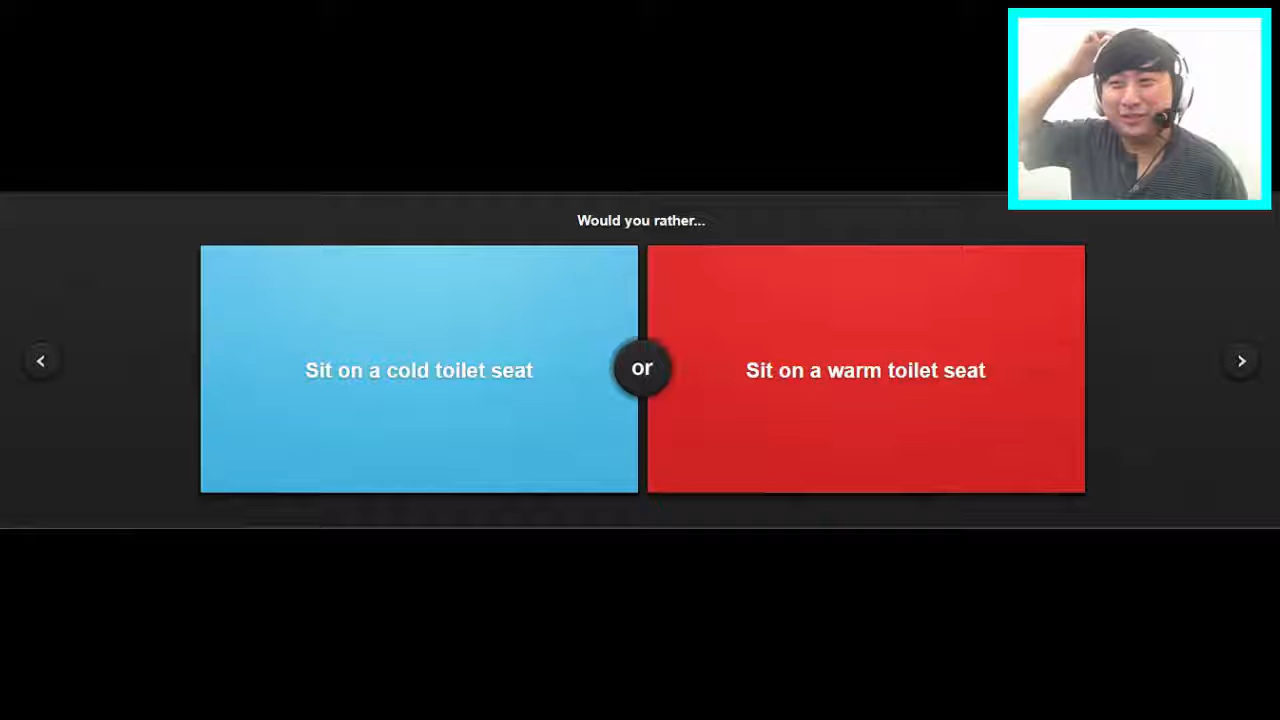 Would you rather...
Sit on a cold toilet seat
or
Sit on a warm toilet seat